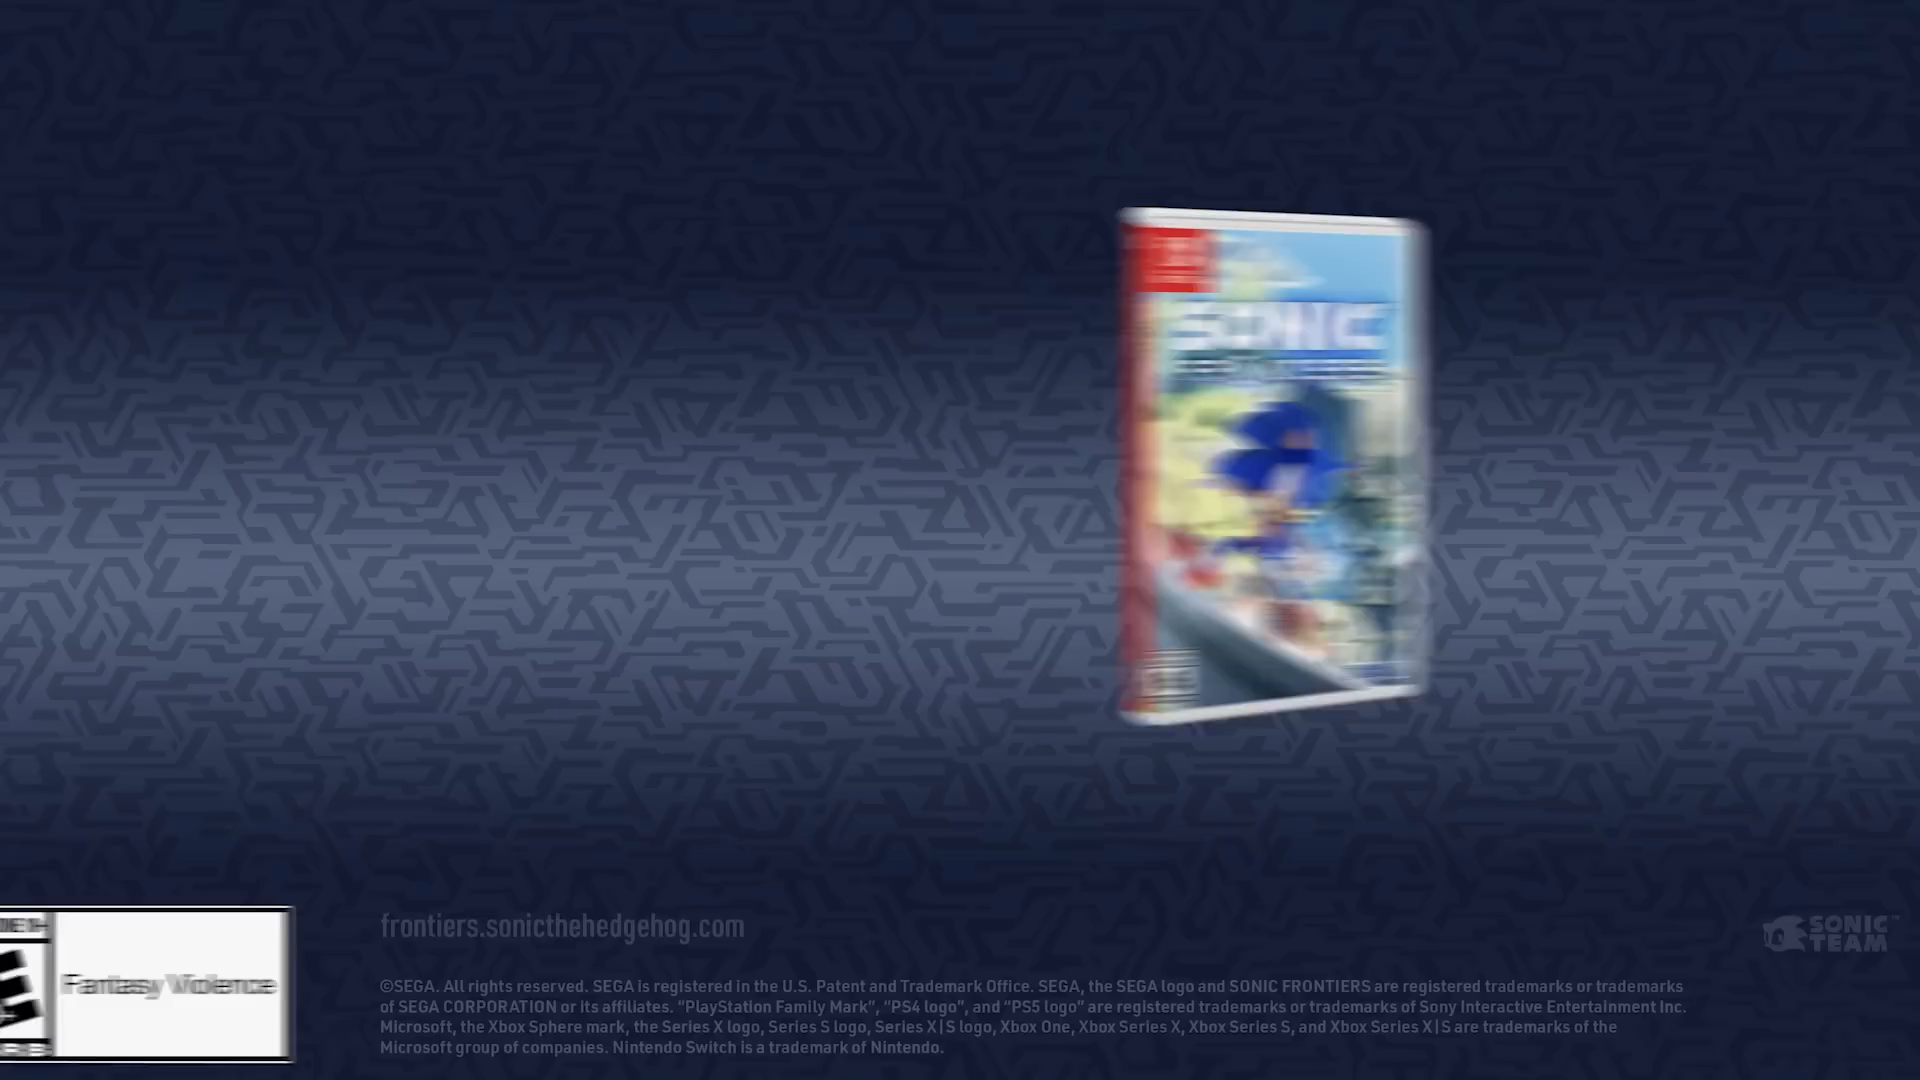 SONIC
Fantasy Violence
frontiers.sonicthehedgehog.com
SONIC
TEAM
©SEGA. All rights reserved. SEGA is registered in the U.S. Patent and Trademark Office. SEGA, the SEGA logo and SONIC FRONTIERS are registered trademarks or trademarks
of SEGA CORPORATION or its affiliates. “PlayStation Family Mark”, “PS4 logo”, and “PS5 logo” are registered trademarks or trademarks of Sony Interactive Entertainment Inc.
Microsoft, the Xbox Sphere mark, the Series X logo, Series S logo, Series X|S logo, Xbox One, Xbox Series X, Xbox Series S, and Xbox Series X|S are trademarks of the
Microsoft group of companies. Nintendo Switch is a trademark of Nintendo.